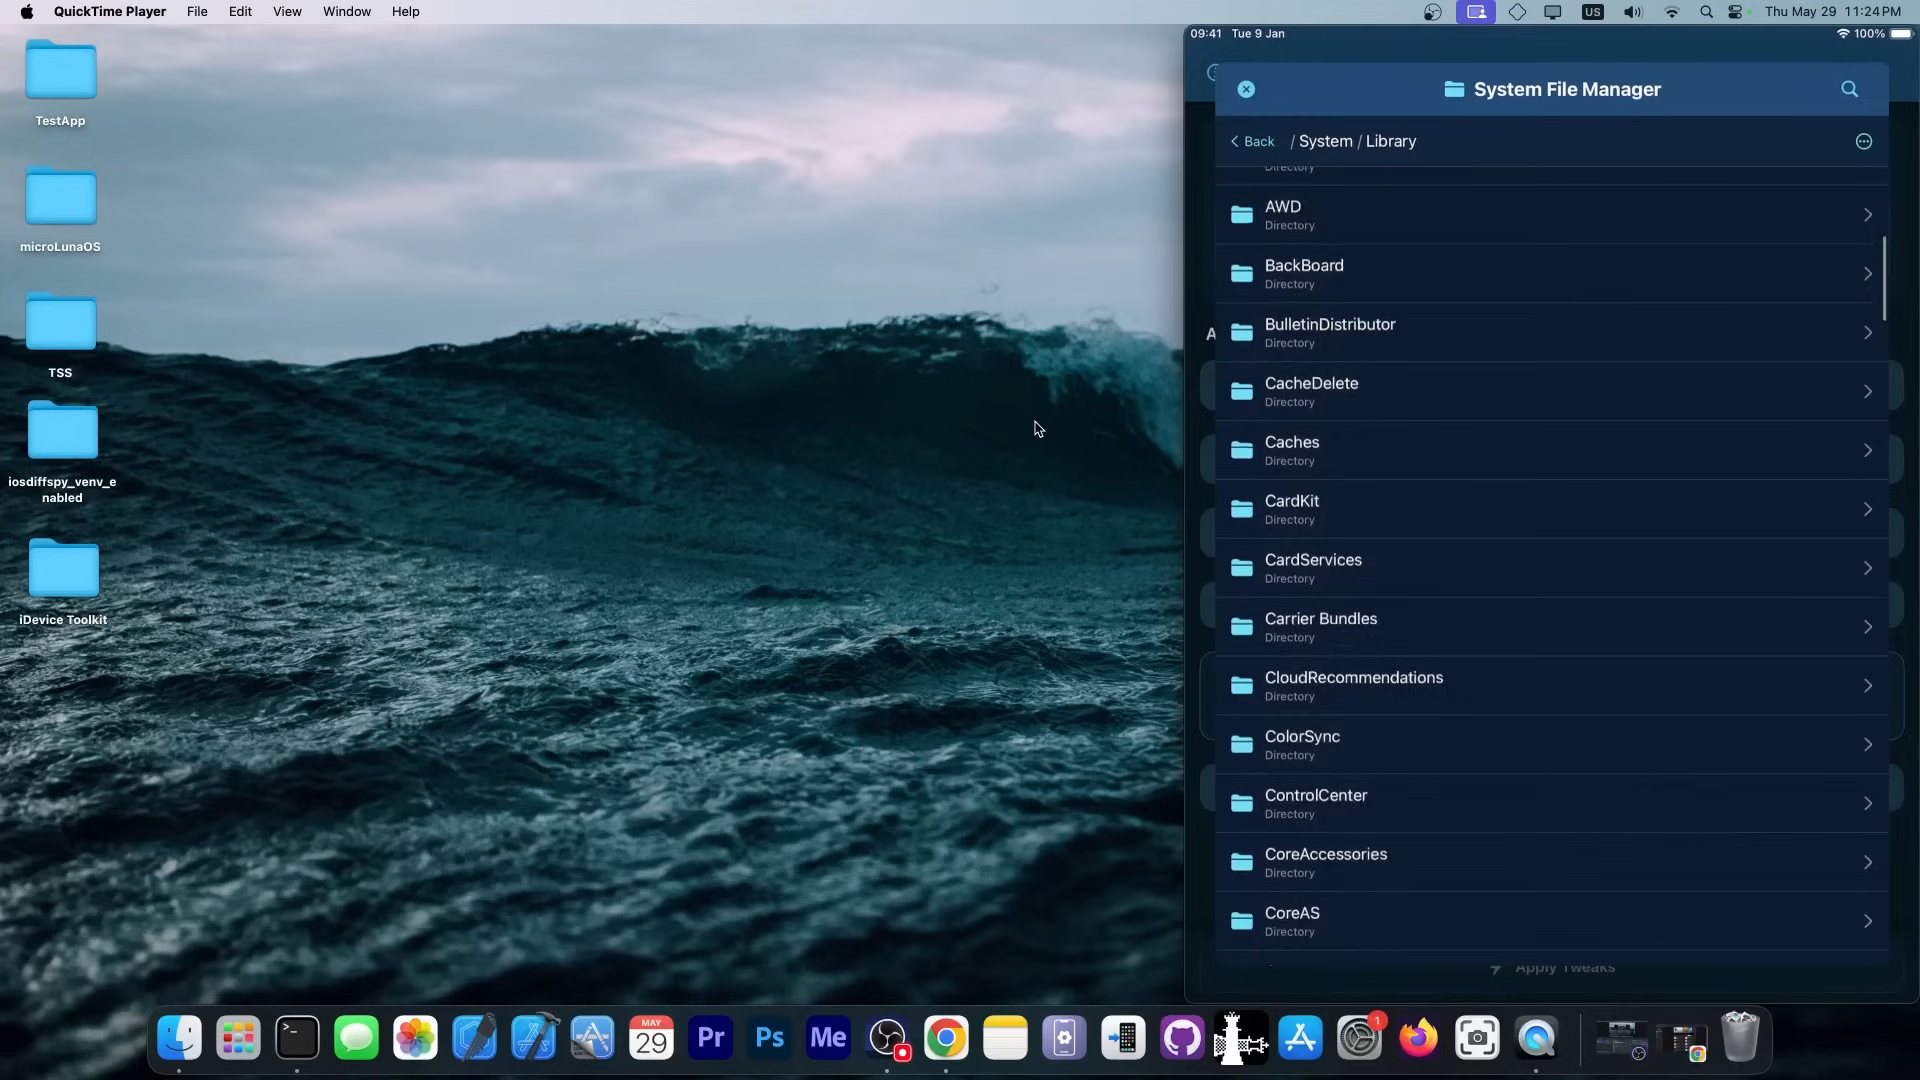 QuickTime Player File Edit View Window Help
US Thu May 29 11:24 PM
TestApp
microLunaOS
TSS
iosdiffspy_venv_e
nabled
iDevice Toolkit
09:41 Tue 9 Jan
100%
System File Manager
Back / System / Library
Directory
AWD
Directory
BackBoard
Directory
BulletinDistributor
Directory
CacheDelete
Directory
Caches
Directory
CardKit
Directory
CardServices
Directory
Carrier Bundles
Directory
CloudRecommendations
Directory
ColorSync
Directory
ControlCenter
Directory
CoreAccessories
Directory
CoreAS
Directory
Apply Tweaks
MAY
29
Pr
Ps
Me
1